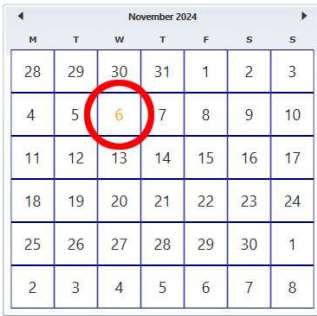 November 2024
M T W T F S S
28 29 30 31 1 2 3
4 5 6 7 8 9 10
11 12 13 14 15 16 17
18 19 20 21 22 23 24
25 26 27 28 29 30 1
2 3 4 5 6 7 8